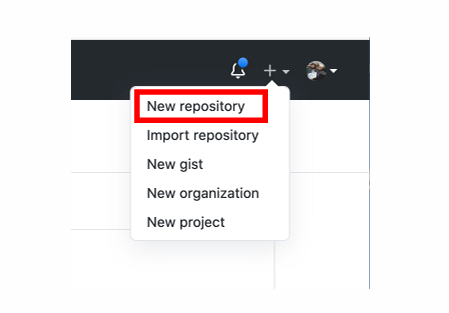 New repository
Import repository
New gist
New organization
New project